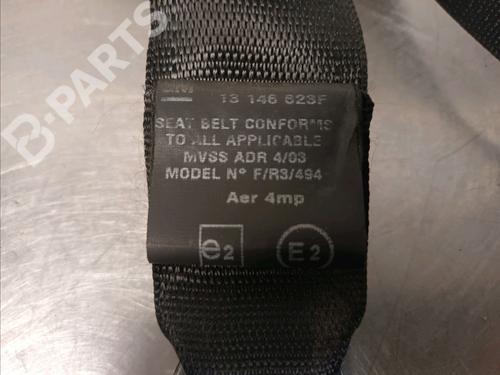 B-PARTS
GM 13 146 623F
SEAT BELT CONFORMS
TO ALL APPLICABLE
MVSS ADR 4/03
MODEL N° F/R3/494
Aer 4mp
e2 E2